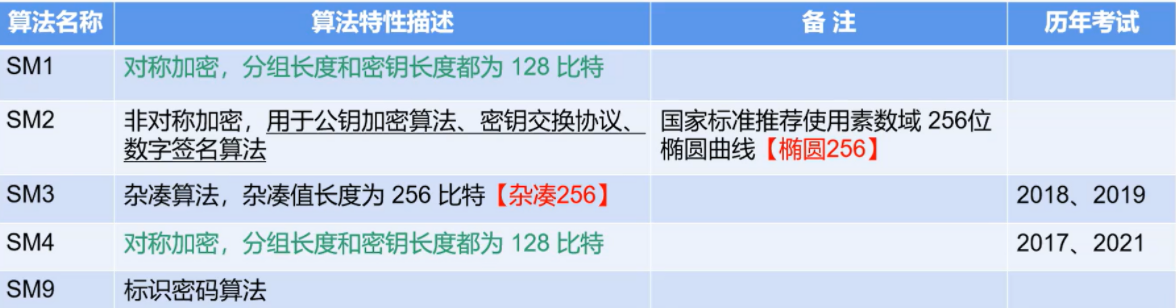 算法名称 算法特性描述 备 注 历年考试
SM1 对称加密，分组长度和密钥长度都为 128 比特
SM2 非对称加密，用于公钥加密算法、密钥交换协议、 国家标准推荐使用素数域 256位
数字签名算法 椭圆曲线【椭圆256】
SM3 杂凑算法，杂凑值长度为 256 比特【杂凑256】 2018、2019
SM4 对称加密，分组长度和密钥长度都为 128 比特 2017、2021
SM9 标识密码算法